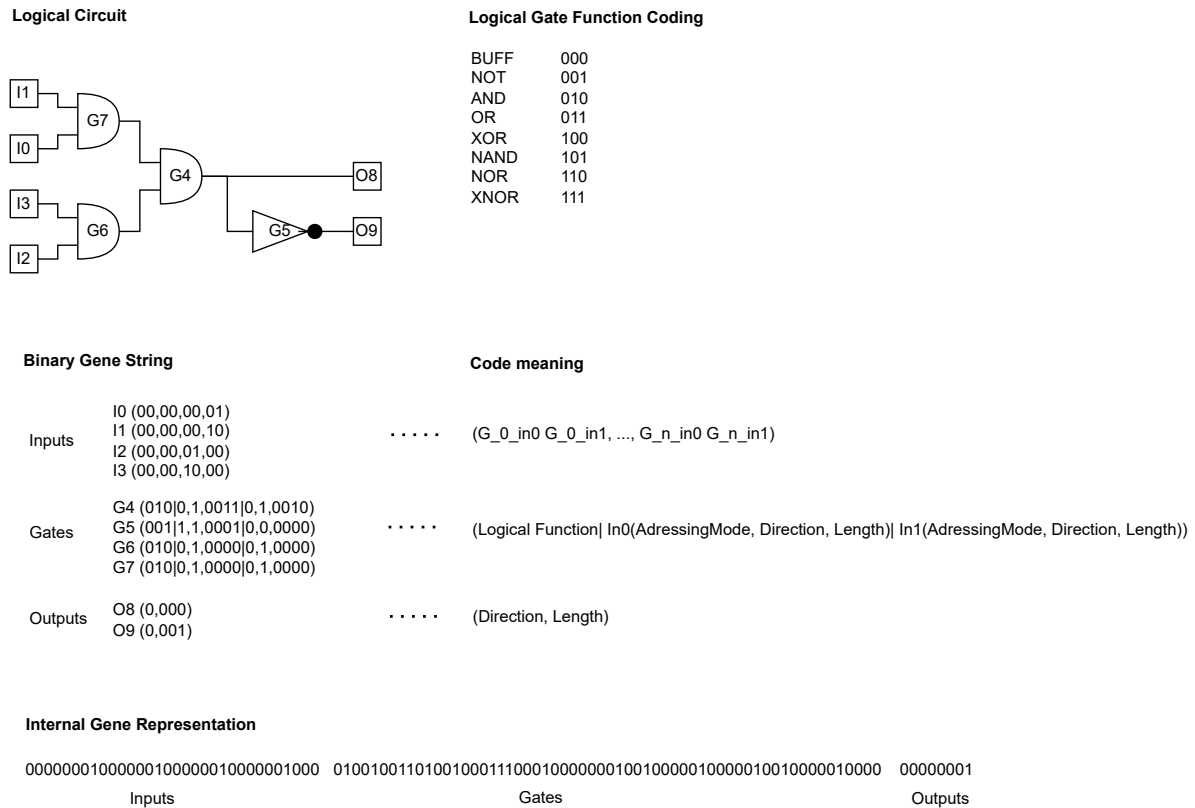 Logical Circuit
Logical Gate Function Coding
BUFF 000
NOT 001
AND 010
OR 011
XOR 100
NAND 101
NOR 110
XNOR 111
I1
G7
I0
G4
O8
I3
G6
G5
O9
I2
Binary Gene String
Code meaning
Inputs
I0 (00,00,00,01)
I1 (00,00,00,10)
I2 (00,00,01,00)
I3 (00,00,10,00)
. . . . . (G_0_in0 G_0_in1, ..., G_n_in0 G_n_in1)
Gates
G4 (010|0,1,0011|0,1,0010)
G5 (001|1,1,0001|0,0,0000)
G6 (010|0,1,0000|0,1,0000)
G7 (010|0,1,0000|0,1,0000)
. . . . . (Logical Function| In0(AdressingMode, Direction, Length)| In1(AdressingMode, Direction, Length))
Outputs
O8 (0,000)
O9 (0,001)
. . . . . (Direction, Length)
Internal Gene Representation
00000001000000100000010000001000 010010011010010001110001000000010010000010000010010000010000 00000001
Inputs Gates Outputs